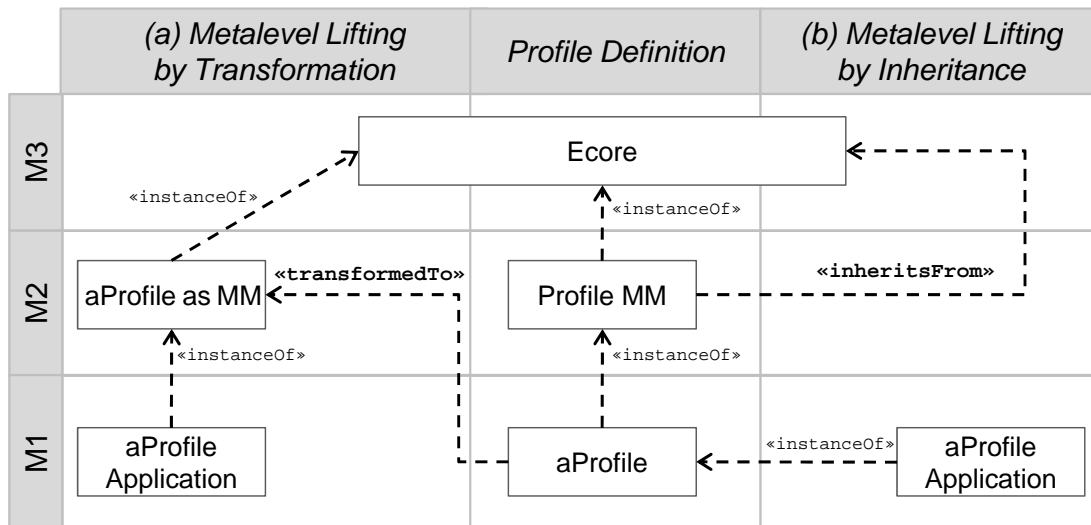 (a) Metalevel Lifting
by Transformation
Profile Definition
(b) Metalevel Lifting
by Inheritance
M3
Ecore
«instanceOf»
«instanceOf»
M2
«transformedTo»
«inheritsFrom»
aProfile as MM
Profile MM
«instanceOf»
«instanceOf»
M1
aProfile
Application
aProfile
«instanceOf»
aProfile
Application